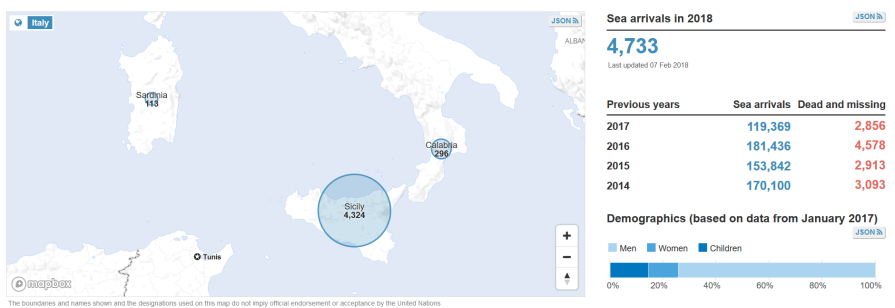 Italy
JSON
ALBAN
Sardinia
113
Calabria
296
Sicily
4,324
Tunis
+
−
mapbox
The boundaries and names shown and the designations used on this map do not imply official endorsement or acceptance by the United Nations
Sea arrivals in 2018
JSON
4,733
Last updated 07 Feb 2018
Previous years Sea arrivals Dead and missing
2017 119,369 2,856
2016 181,436 4,578
2015 153,842 2,913
2014 170,100 3,093
Demographics (based on data from January 2017)
JSON
Men Women Children
0% 20% 40% 60% 80% 100%